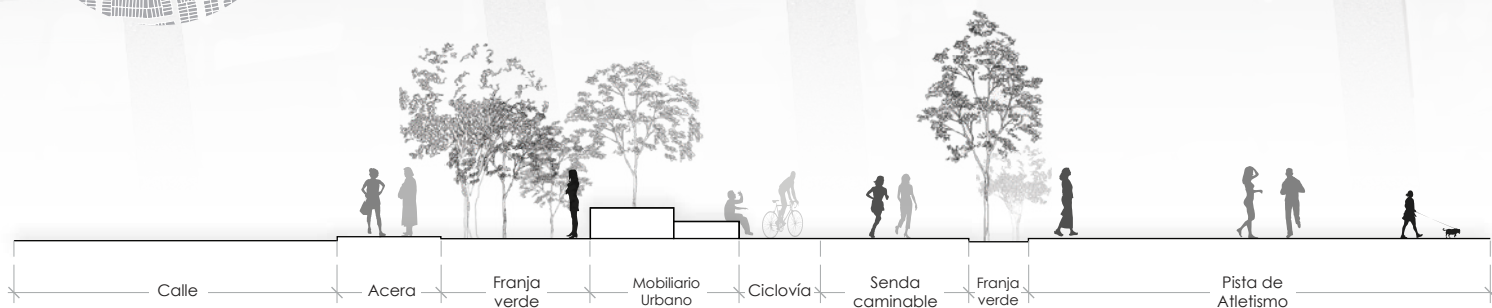 Calle
Acera
Franja
verde
Mobiliario
Urbano
Ciclovía
Senda
caminable
Franja
verde
Pista de
Atletismo